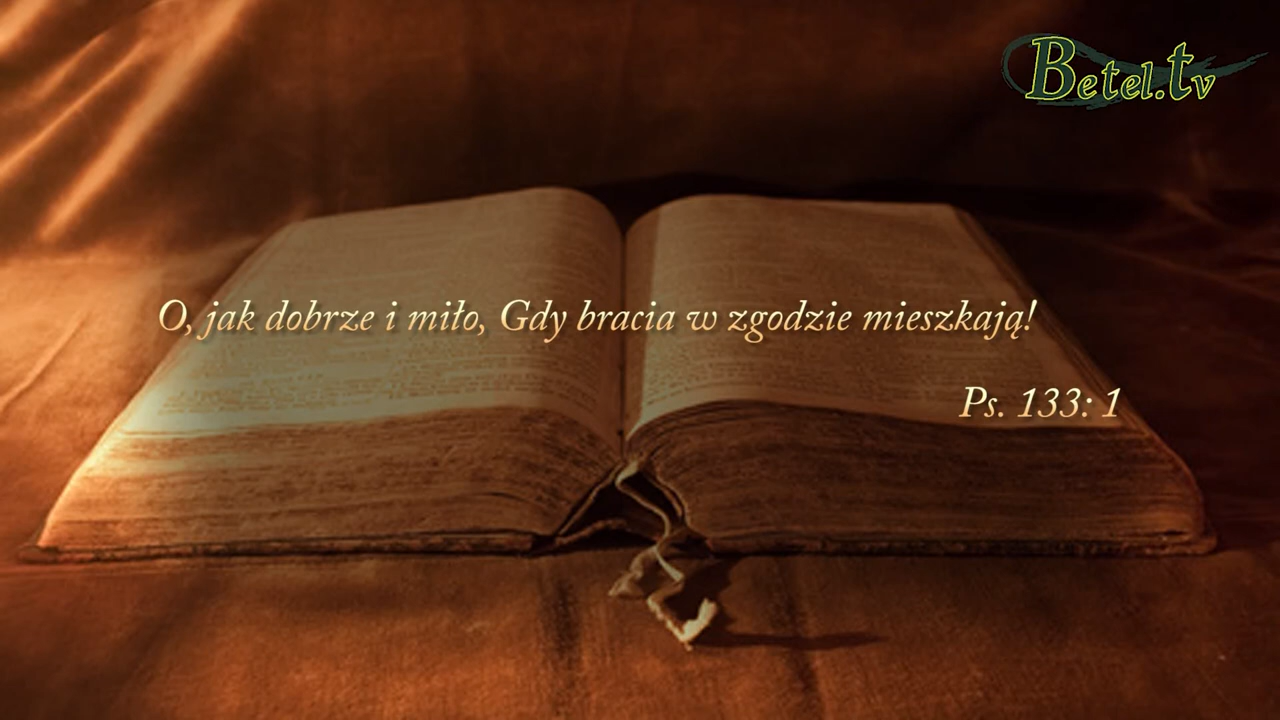 Betel.tv
O, jak dobrze i miło, Gdy bracia w zgodzie mieszkają!
Ps. 133: 1